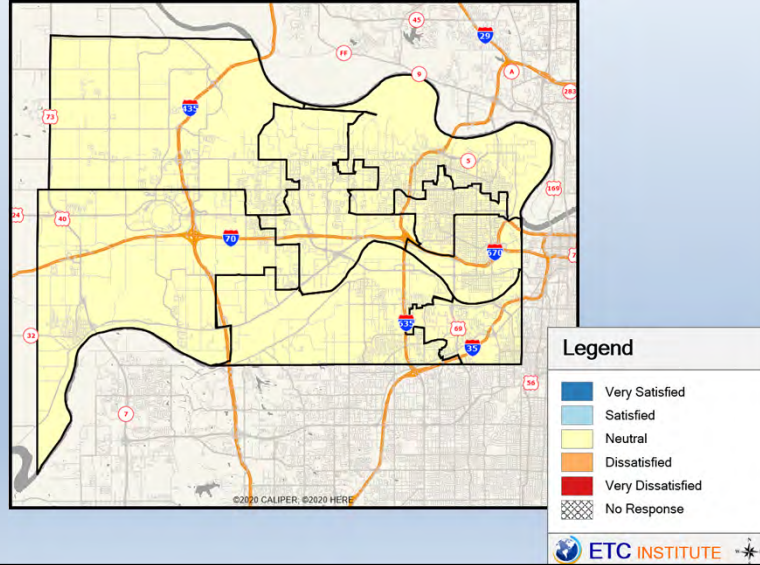 45
29
FF
9
A
283
435
73
5
169
24
40
70
670
7
32
635
69
35
56
7
©2020 CALIPER; ©2020 HERE
Legend
Very Satisfied
Satisfied
Neutral
Dissatisfied
Very Dissatisfied
No Response
ETC INSTITUTE